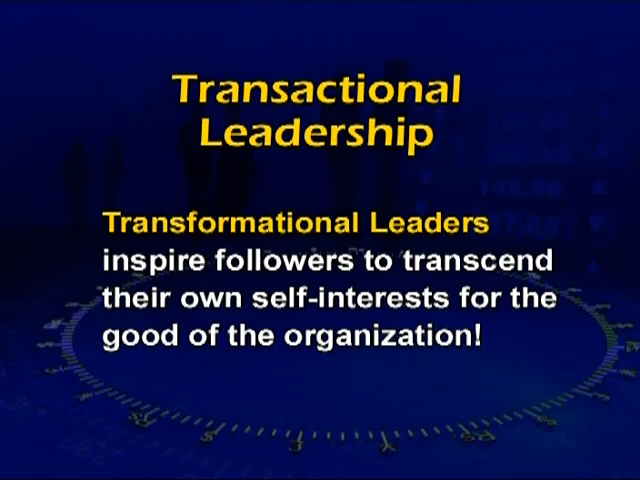 Transactional
Leadership
Transformational Leaders
inspire followers to transcend
their own self-interests for the
good of the organization!